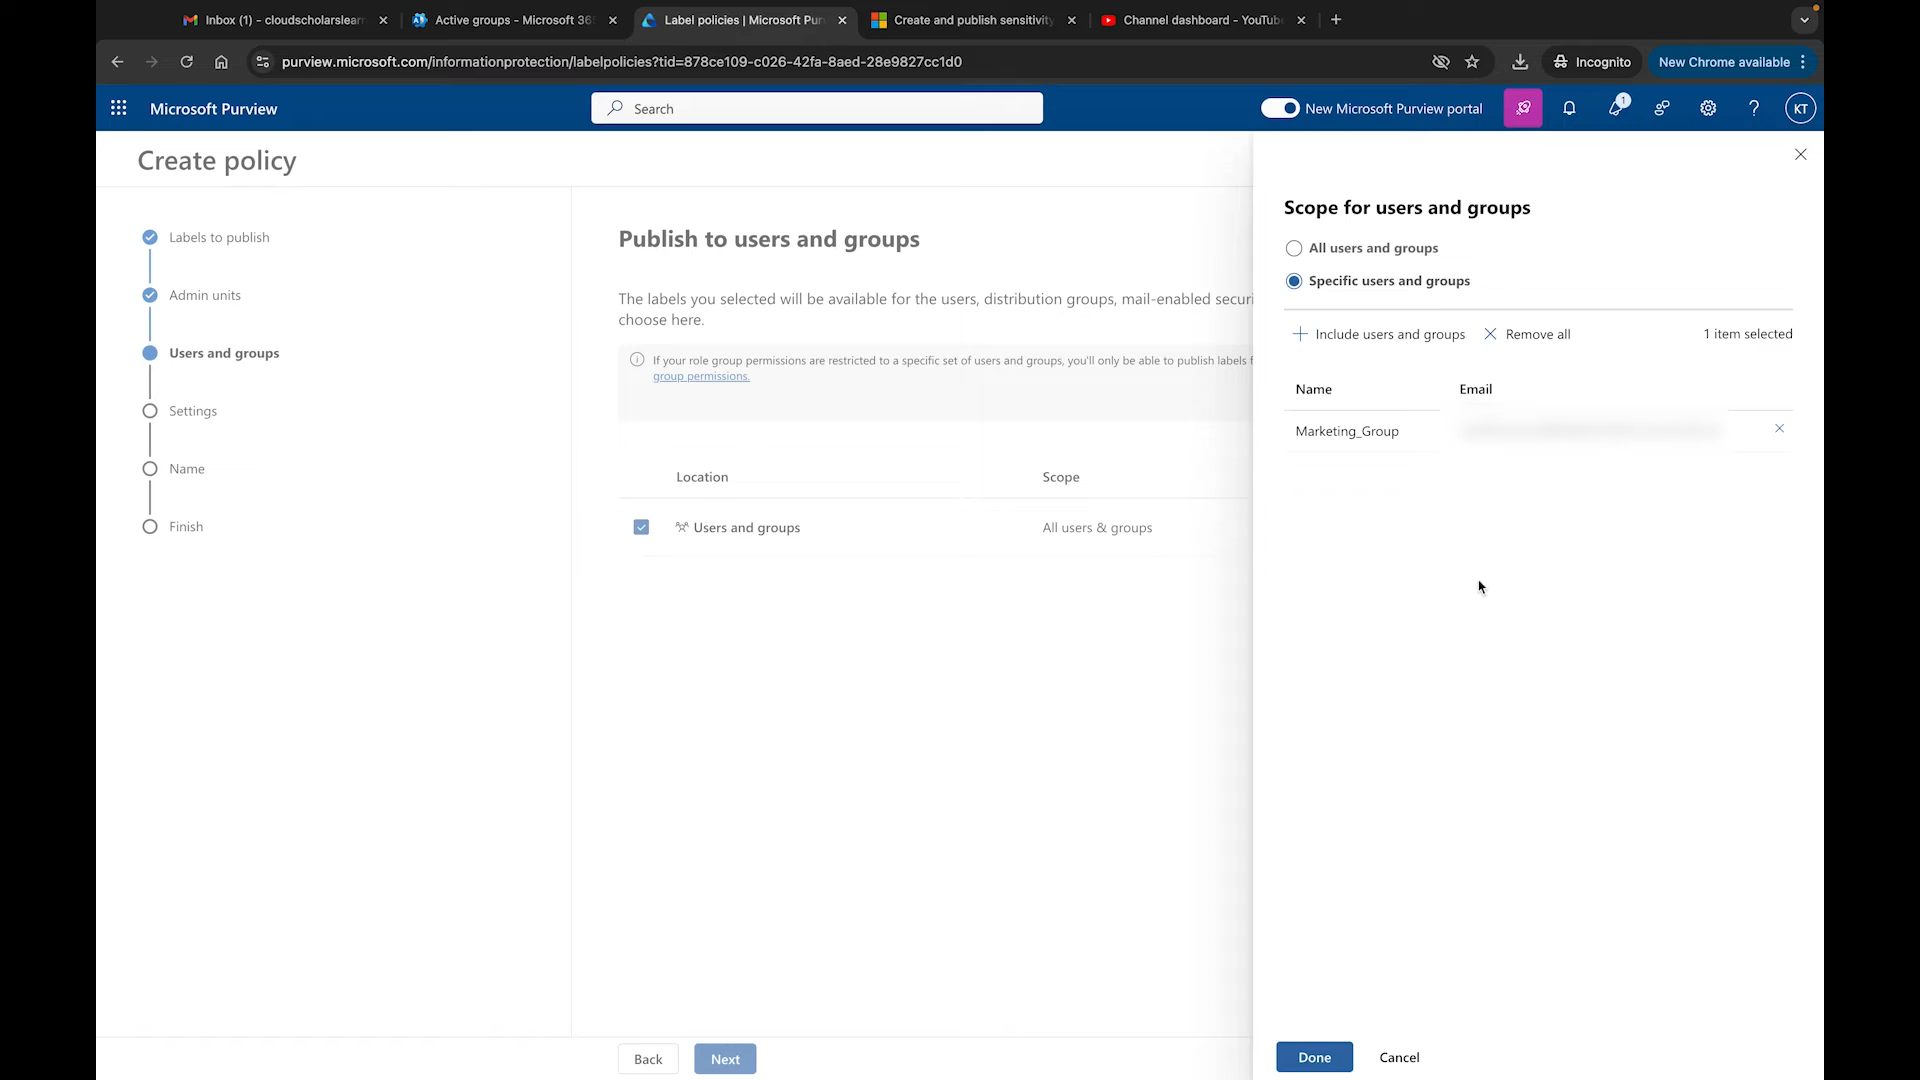 Inbox (1) - cloudscholarslearn
Active groups - Microsoft 365
Label policies | Microsoft Pur
Create and publish sensitivity
Channel dashboard - YouTube
purview.microsoft.com/informationprotection/labelpolicies?tid=878ce109-c026-42fa-8aed-28e9827cc1d0
Incognito
New Chrome available
Microsoft Purview
Search
New Microsoft Purview portal
1
?
KT
Create policy
Labels to publish
Admin units
Users and groups
Settings
Name
Finish
Publish to users and groups
The labels you selected will be available for the users, distribution groups, mail-enabled securi
choose here.
If your role group permissions are restricted to a specific set of users and groups, you'll only be able to publish labels f
group permissions.
Location
Scope
Users and groups
All users & groups
Back
Next
Scope for users and groups
All users and groups
Specific users and groups
Include users and groups
Remove all
1 item selected
Name
Email
Marketing_Group
Done
Cancel